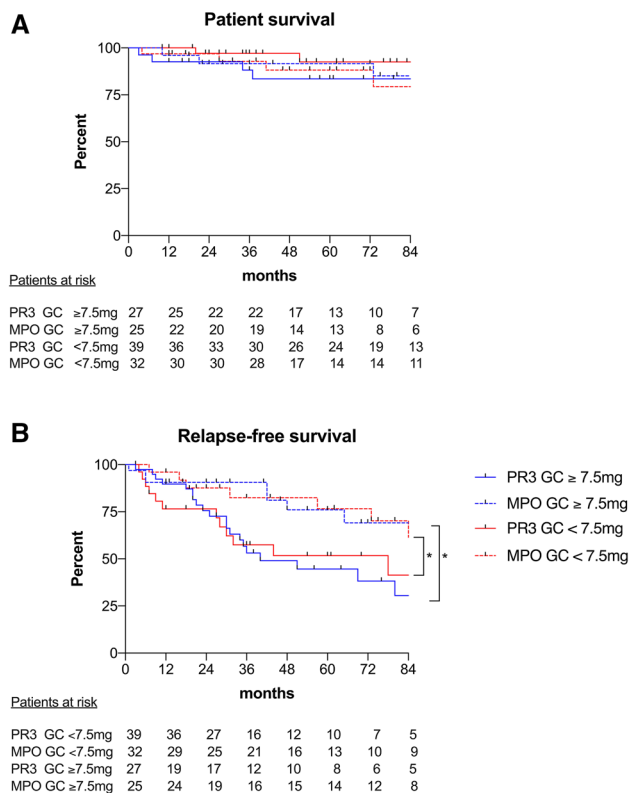 A
Patient survival
100
75
50
25
0
Percent
0 12 24 36 48 60 72 84
months
Patients at risk
PR3 GC ≥7.5mg 27 25 22 22 17 13 10 7
MPO GC ≥7.5mg 25 22 20 19 14 13 8 6
PR3 GC <7.5mg 39 36 33 30 26 24 19 13
MPO GC <7.5mg 32 30 30 28 17 14 14 11
B
Relapse-free survival
100
75
50
25
0
Percent
0 12 24 36 48 60 72 84
months
* *
PR3 GC ≥ 7.5mg
MPO GC ≥ 7.5mg
PR3 GC < 7.5mg
MPO GC < 7.5mg
Patients at risk
PR3 GC <7.5mg 39 36 27 16 12 10 7 5
MPO GC <7.5mg 32 29 25 21 16 13 10 9
PR3 GC ≥7.5mg 27 19 17 12 10 8 6 5
MPO GC ≥7.5mg 25 24 19 16 15 14 12 8